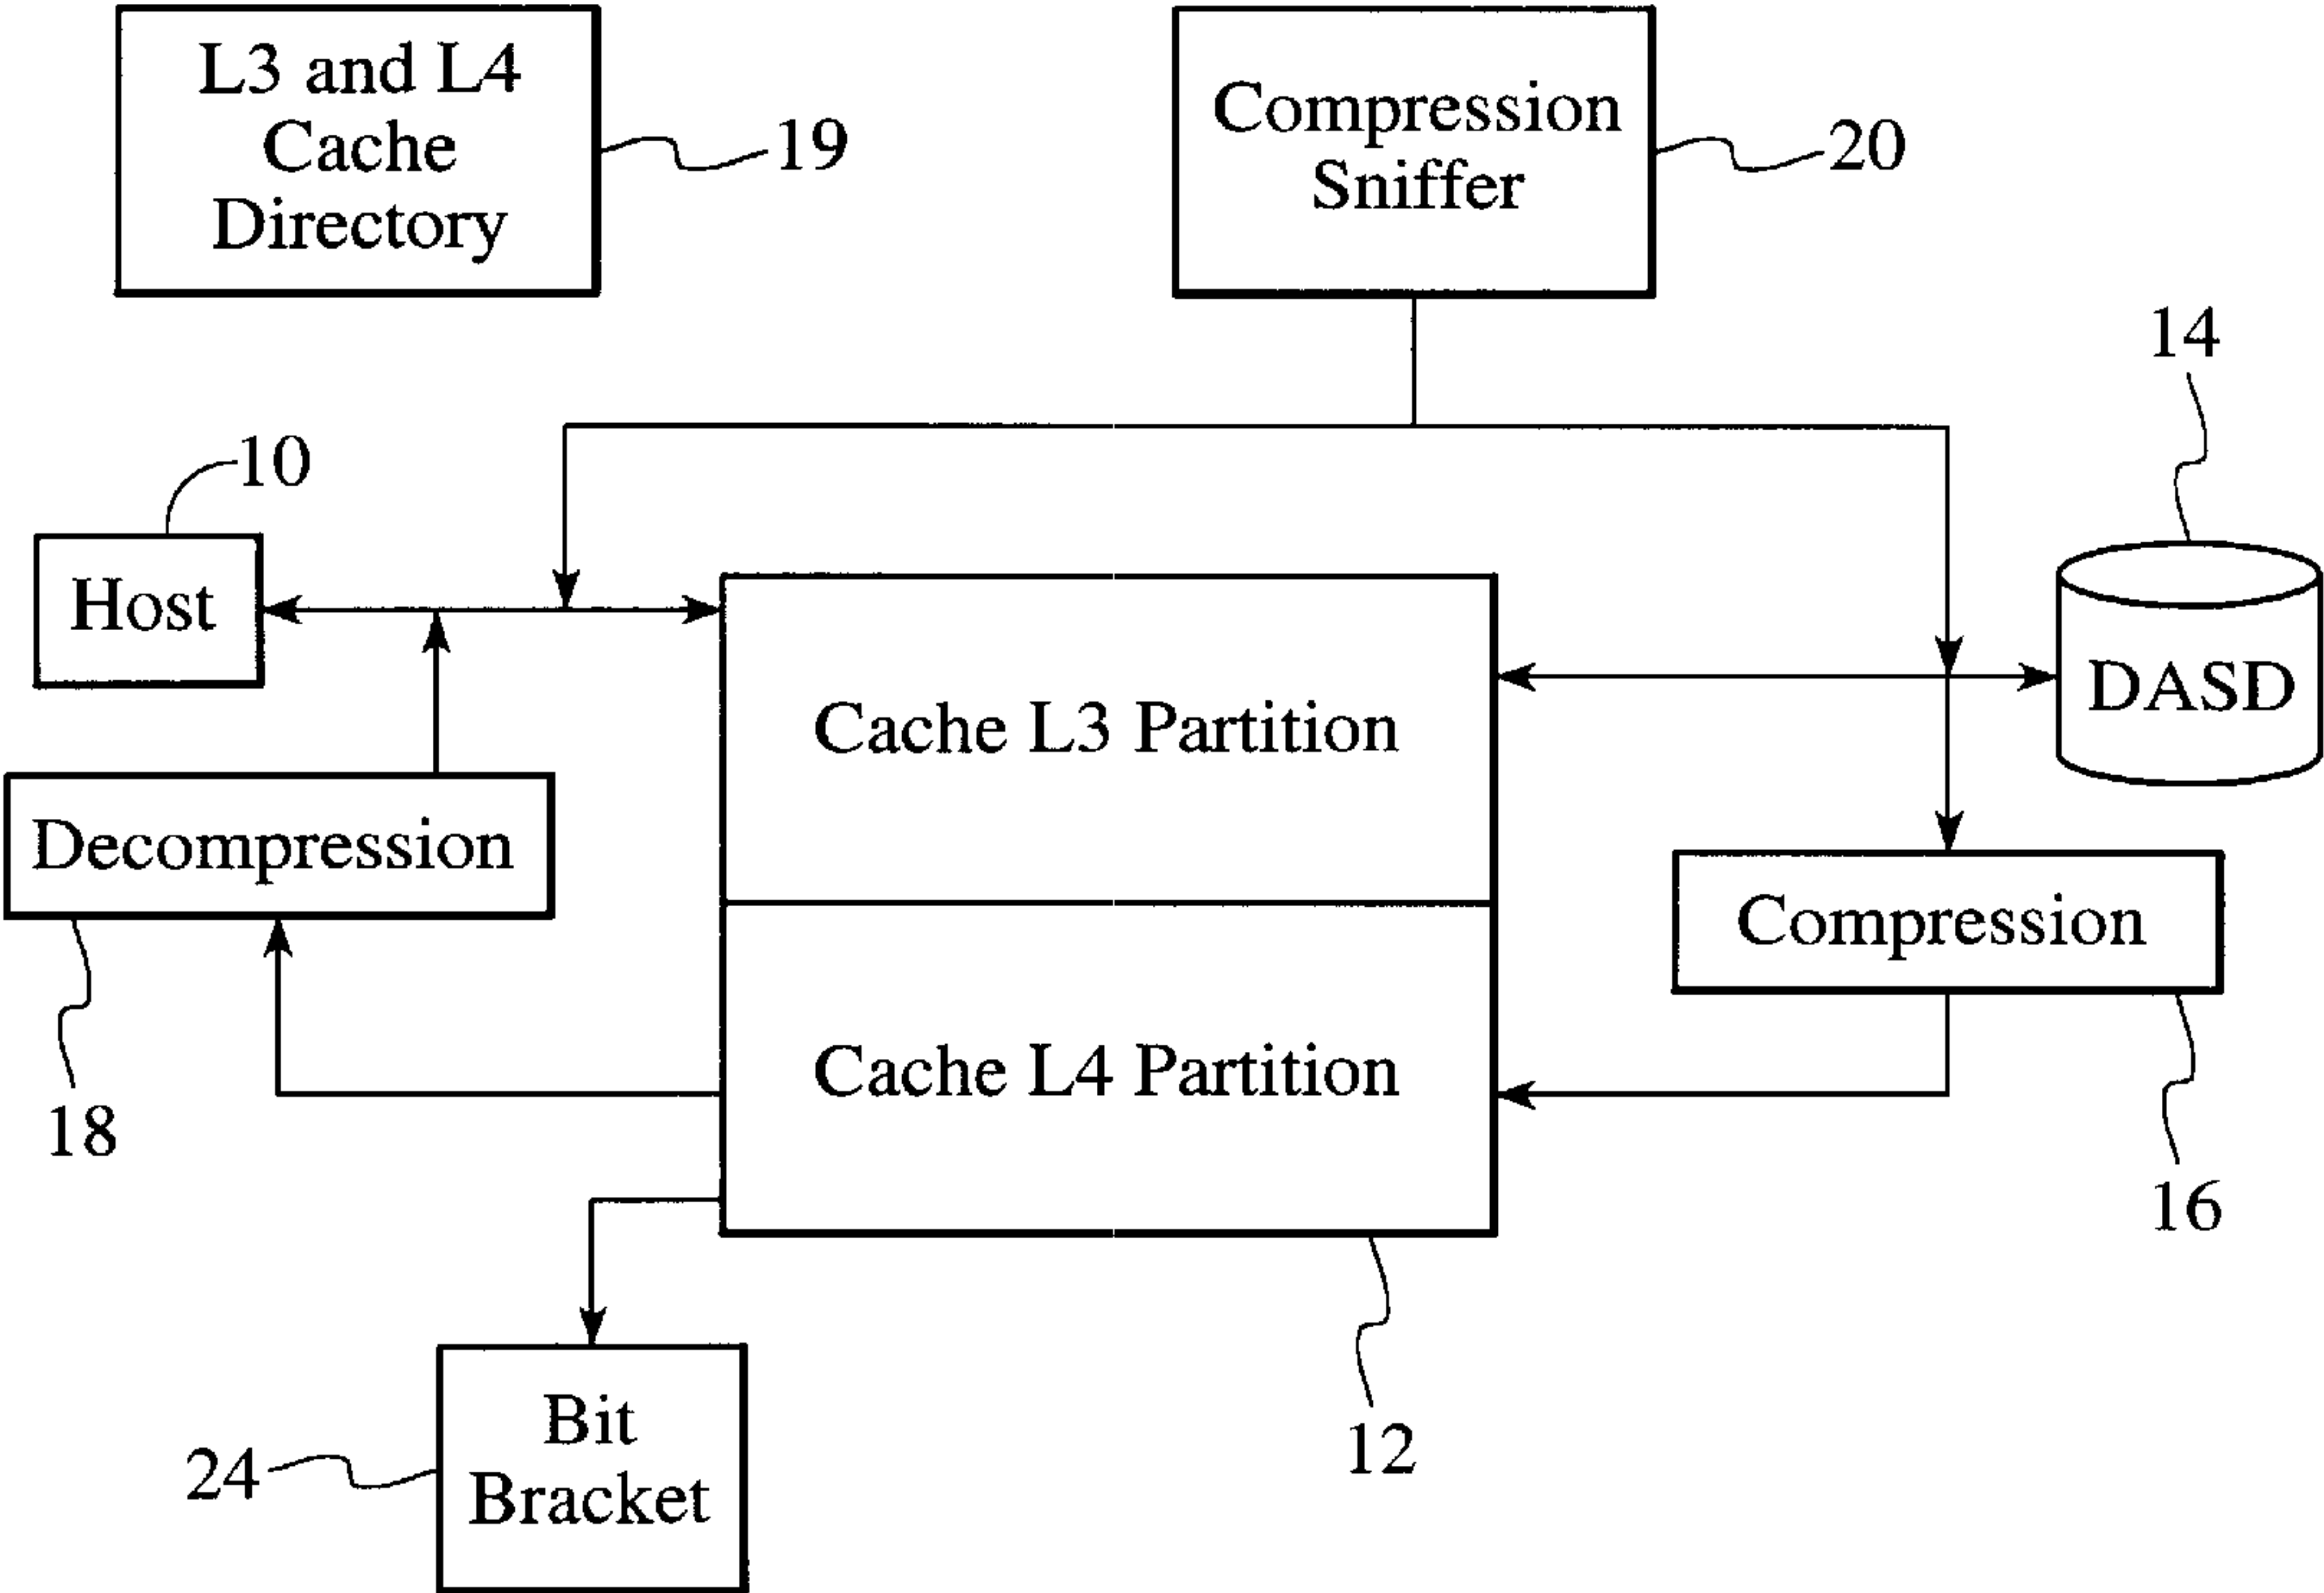 L3 and L4
Cache
Directory
19
Compression
Sniffer
20
14
10
Host
DASD
Cache L3 Partition
Decompression
Compression
Cache L4 Partition
18
16
12
Bit
Bracket
24